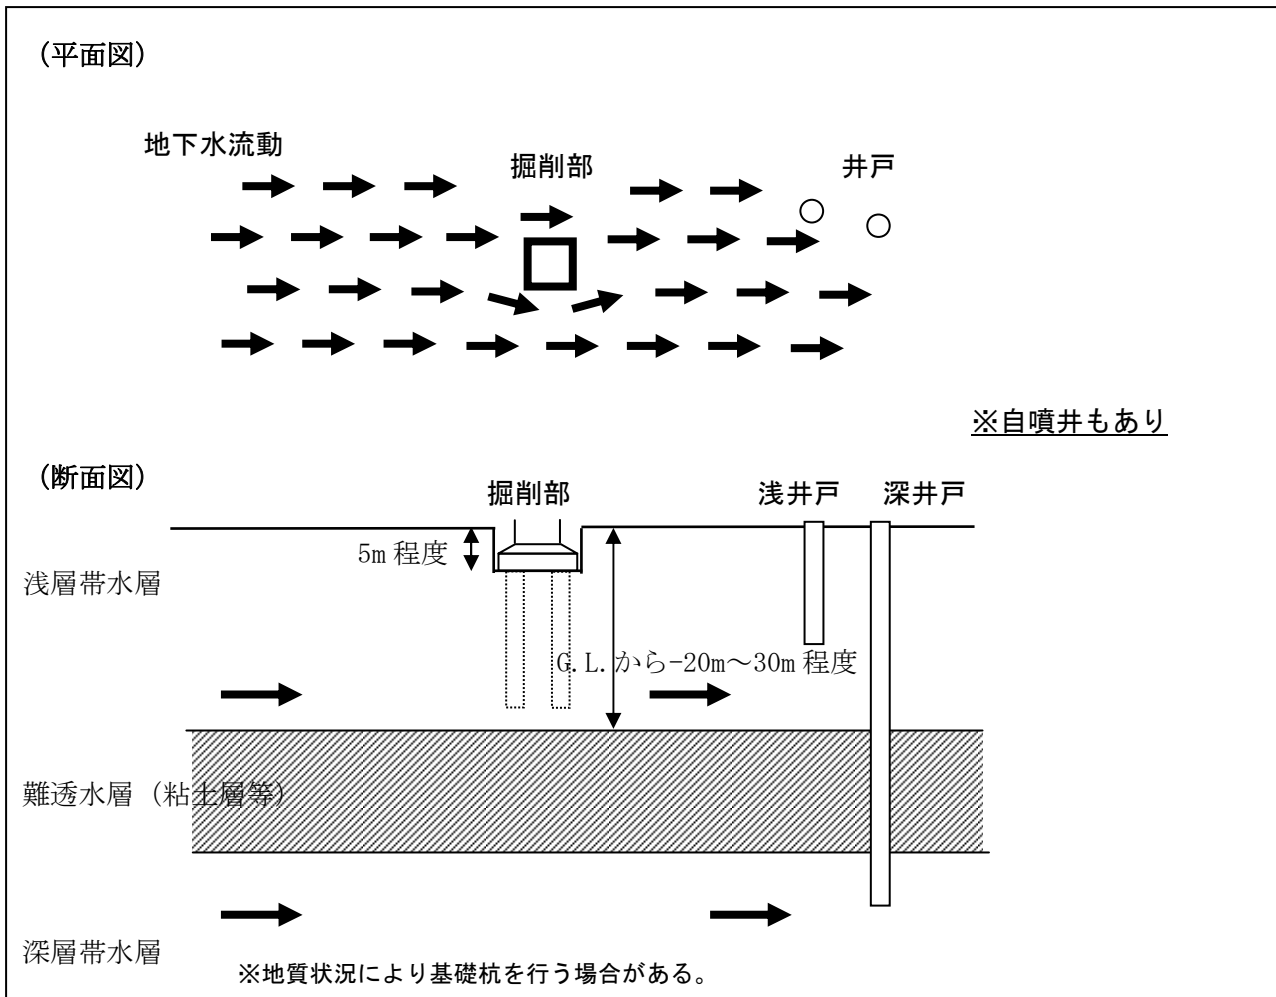 （平面図）
地下水流動
掘削部
井戸
※自噴井もあり
（断面図）
掘削部
浅井戸
深井戸
5m 程度
浅層帯水層
G.L.から-20m～30m 程度
難透水層（粘土層等）
深層帯水層
※地質状況により基礎杭を行う場合がある。